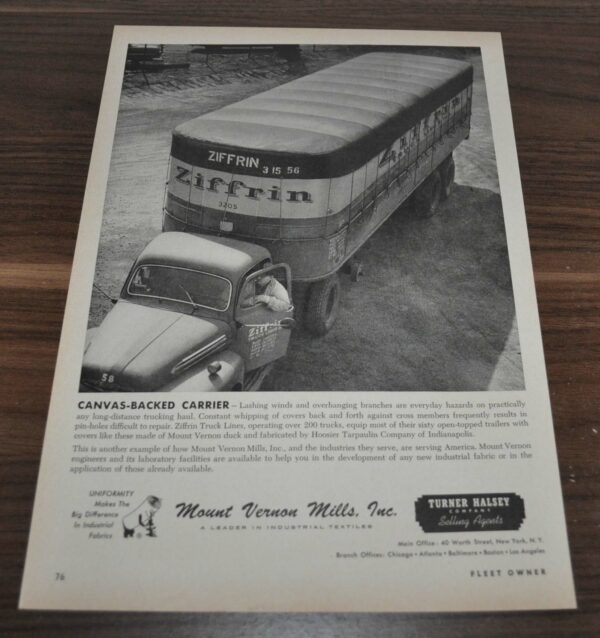 ZIFFRIN 3 15 56
Ziffrin
3205
Ziffrin
58
CANVAS-BACKED CARRIER — Lashing winds and overhanging branches are everyday hazards on practically
any long-distance trucking haul. Constant whipping of covers back and forth against cross members frequently results in
pin-holes difficult to repair. Ziffrin Truck Lines, operating over 200 trucks, equip most of their sixty open-topped trailers with
covers like these made of Mount Vernon duck and fabricated by Hoosier Tarpaulin Company of Indianapolis.
This is another example of how Mount Vernon Mills, Inc., and the industries they serve, are serving America. Mount Vernon
engineers and its laboratory facilities are available to help you in the development of any new industrial fabric or in the
application of those already available.
UNIFORMITY
Makes The
Big Difference
In Industrial
Fabrics
Mount Vernon Mills, Inc.
A LEADER IN INDUSTRIAL TEXTILES
TURNER HALSEY
COMPANY
Selling Agents
Main Office: 40 Worth Street, New York, N.Y.
Branch Offices: Chicago • Atlanta • Baltimore • Boston • Los Angeles
76
FLEET OWNER